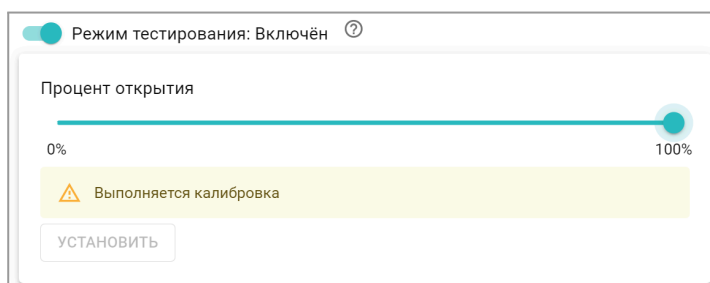 Режим тестирования: Включён ?
Процент открытия
0% 100%
Выполняется калибровка
УСТАНОВИТЬ